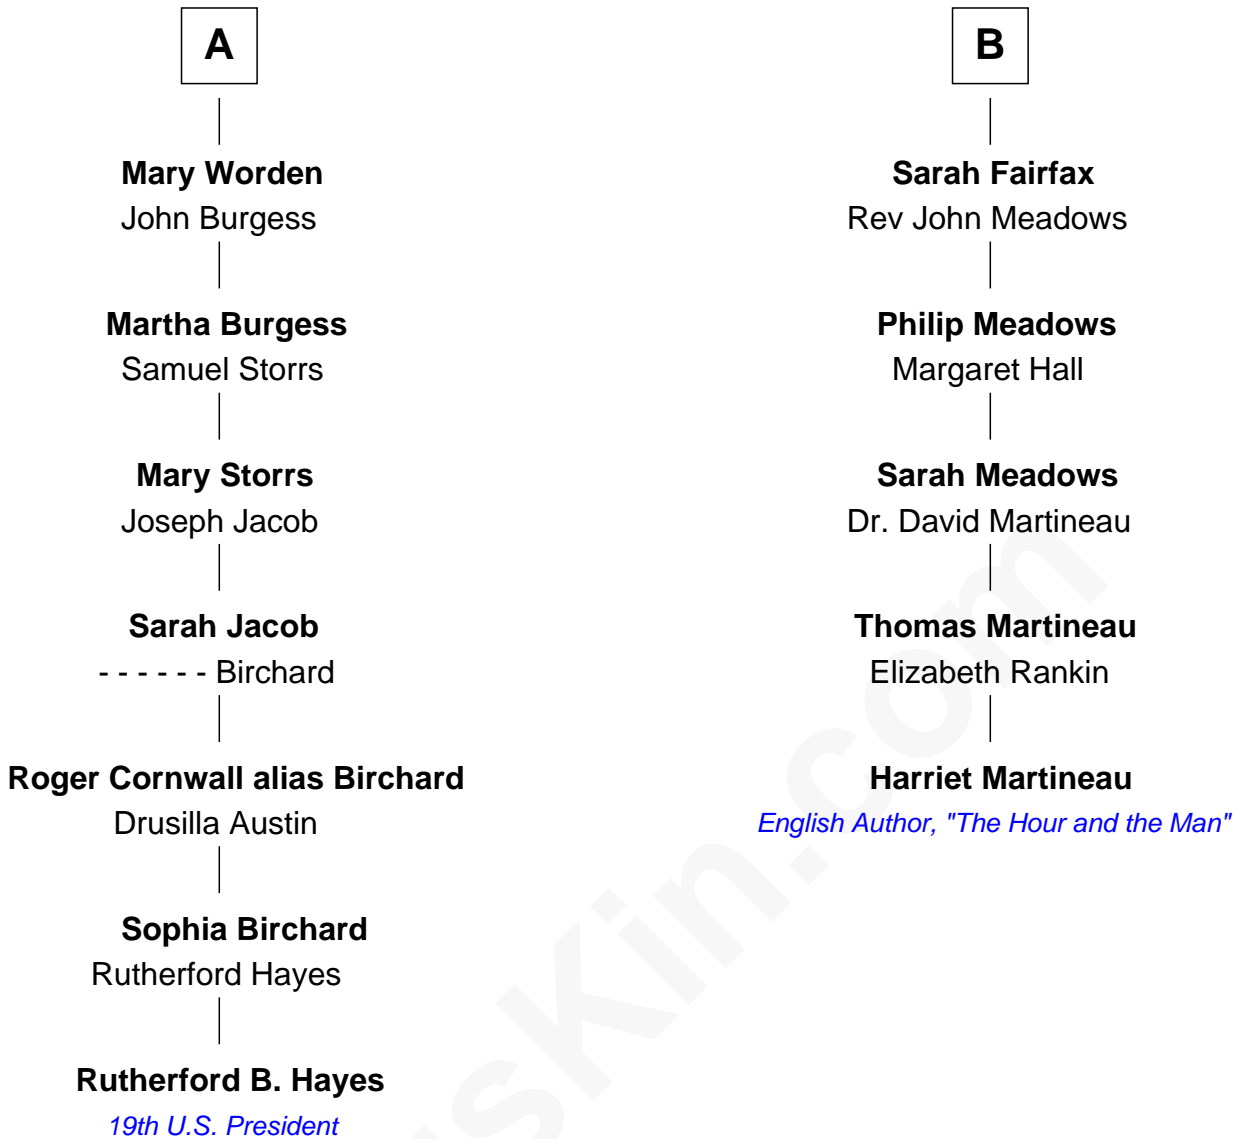 A
Mary Worden
John Burgess
Martha Burgess
Samuel Storrs
Mary Storrs
Joseph Jacob
Sarah Jacob
- - - - - - Birchard
Roger Cornwall alias Birchard
Drusilla Austin
Sophia Birchard
Rutherford Hayes
Rutherford B. Hayes
19th U.S. President
B
Sarah Fairfax
Rev John Meadows
Philip Meadows
Margaret Hall
Sarah Meadows
Dr. David Martineau
Thomas Martineau
Elizabeth Rankin
Harriet Martineau
English Author, "The Hour and the Man"
usKin.com